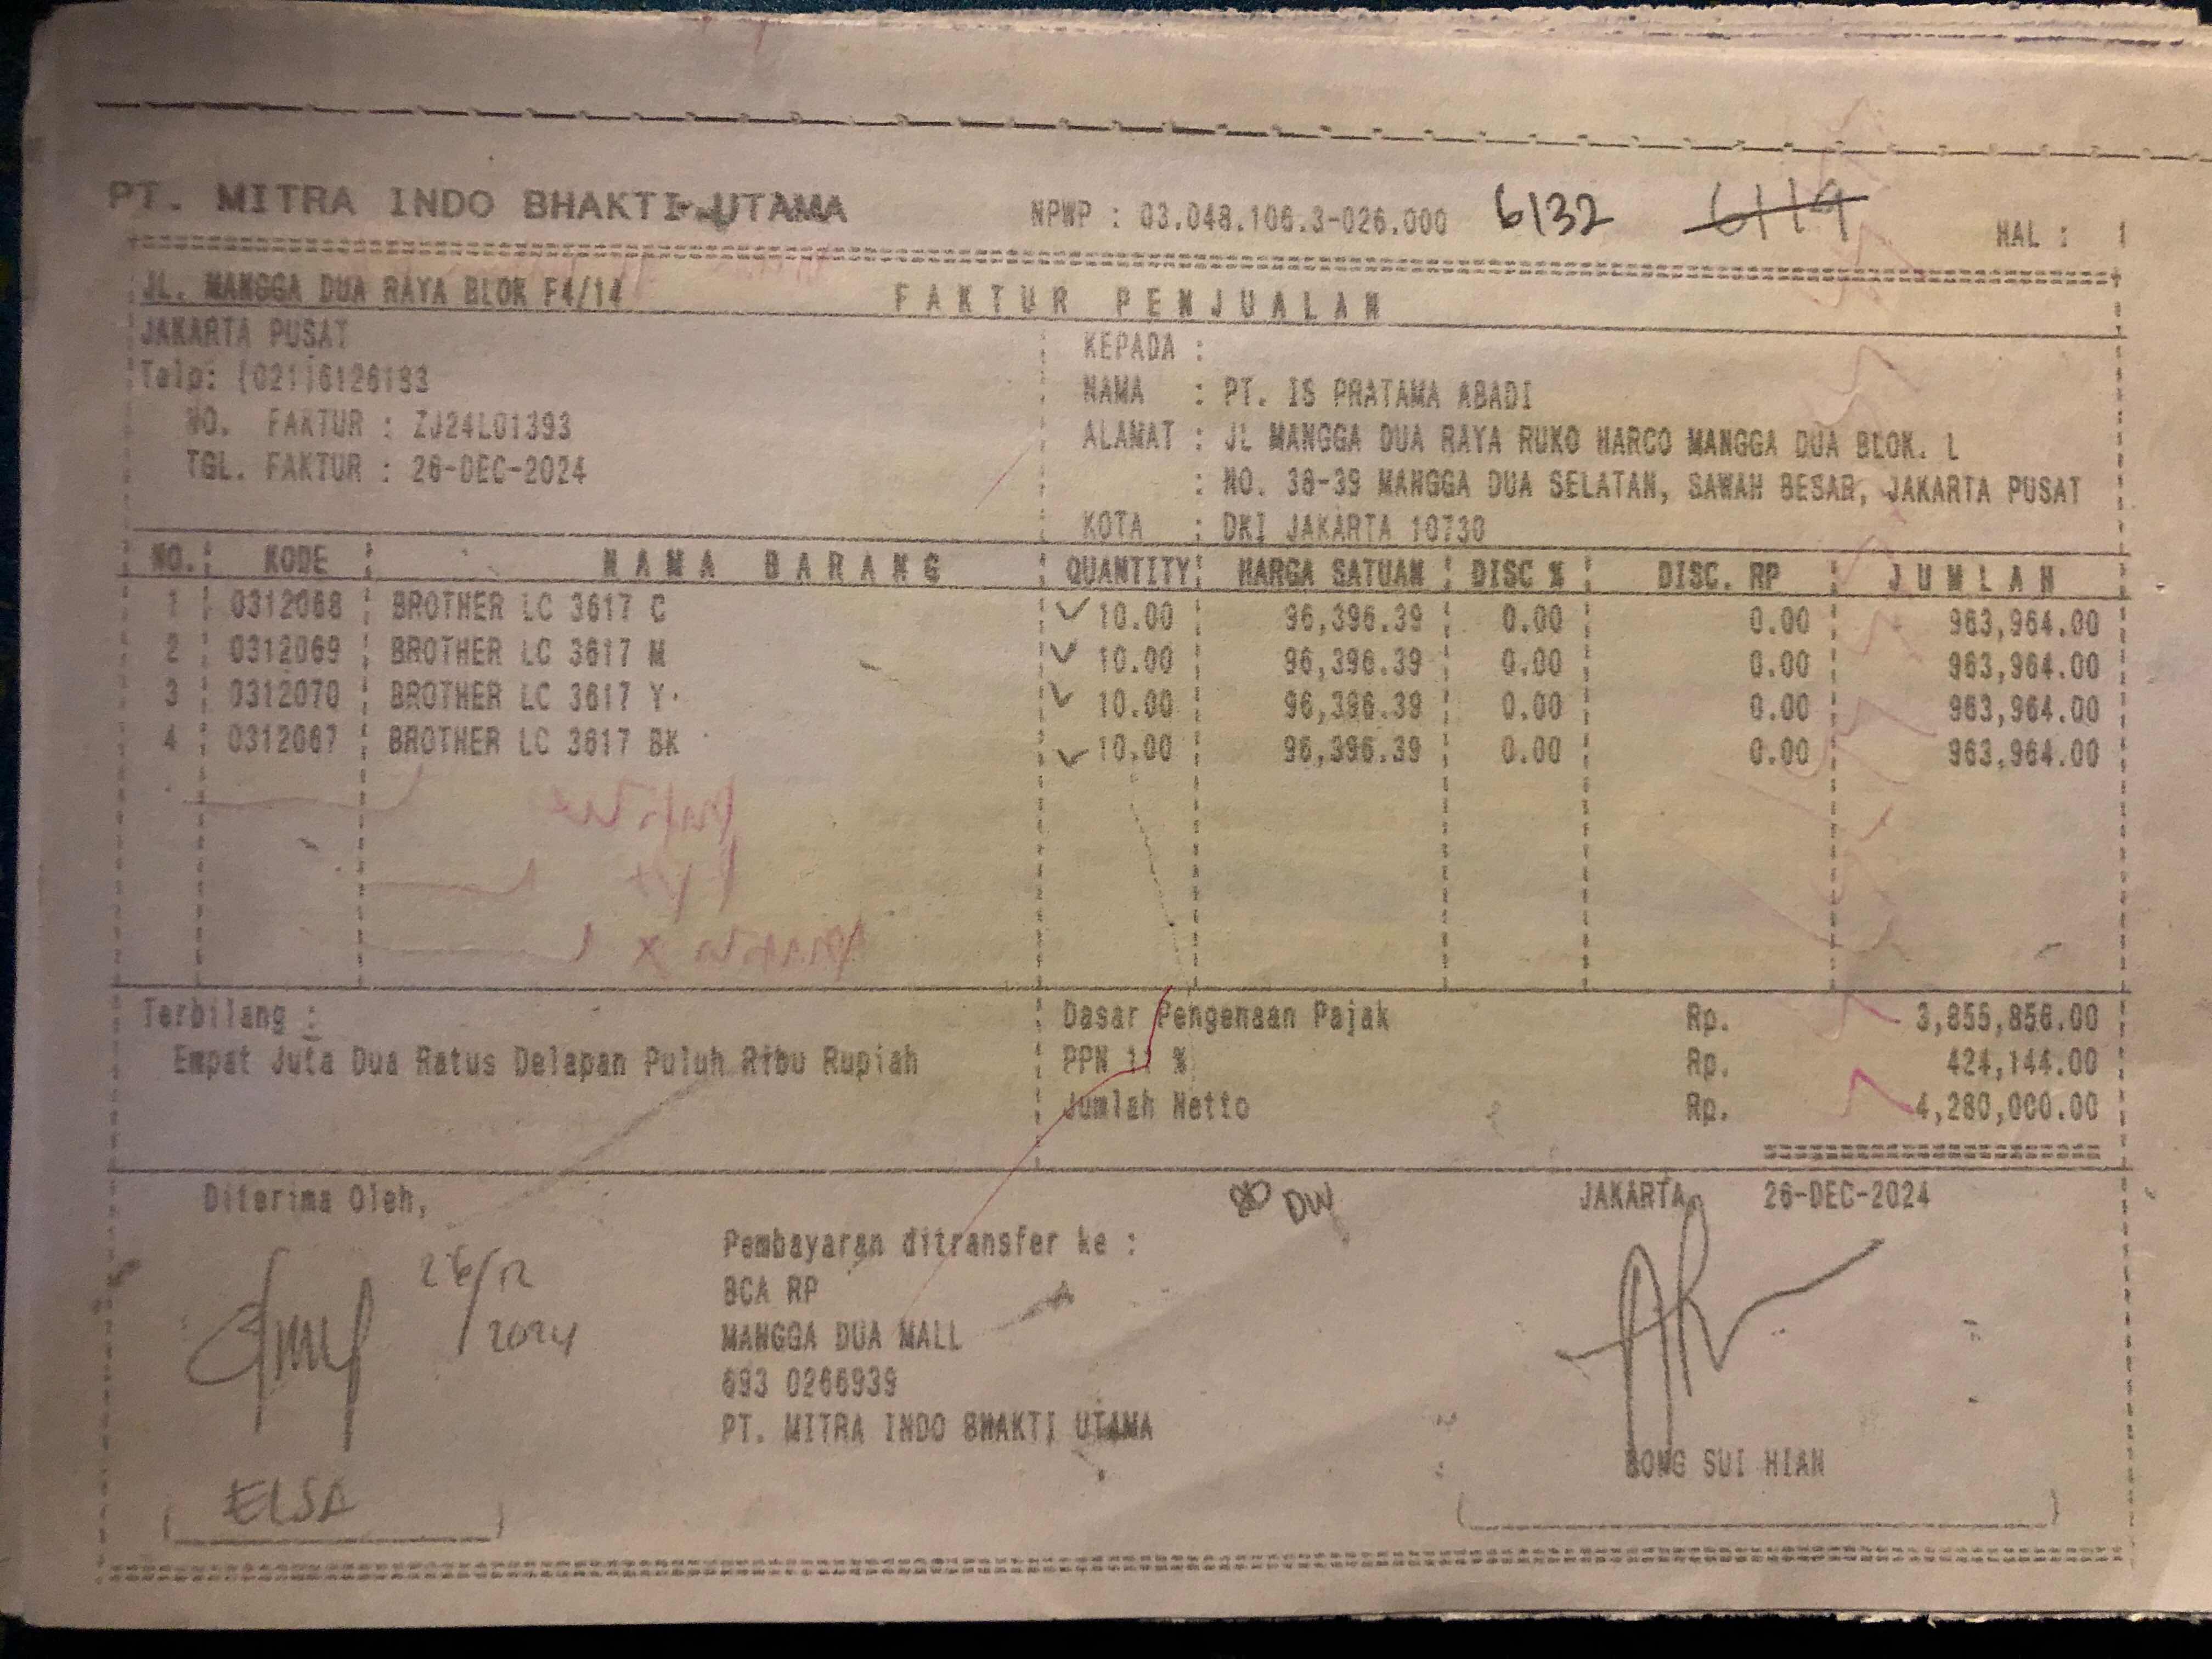 PT. MITRA INDO BHAKTI UTAMA
NPWP : 03.048.106.3-026.000 6132 6119 HAL : 1
JL. MANGGA DUA RAYA BLOK F4/14
FAKTUR PENJUALAN
JAKARTA PUSAT
Telp: (021)6126193
NO. FAKTUR : ZJ24L01393
TGL. FAKTUR : 26-DEC-2024
KEPADA :
NAMA : PT. IS PRATAMA ABADI
ALAMAT : JL MANGGA DUA RAYA RUKO HARCO MANGGA DUA BLOK. L
: NO. 38-39 MANGGA DUA SELATAN, SAWAH BESAR, JAKARTA PUSAT
KOTA : DKI JAKARTA 10730
NO. KODE NAMA BARANG QUANTITY HARGA SATUAN DISC % DISC. RP JUMLAH
1 0312068 BROTHER LC 3617 C 10.00 96,396.39 0.00 0.00 963,964.00
2 0312069 BROTHER LC 3617 M 10.00 96,396.39 0.00 0.00 963,964.00
3 0312070 BROTHER LC 3617 Y 10.00 96,396.39 0.00 0.00 963,964.00
4 0312067 BROTHER LC 3617 BK 10.00 96,396.39 0.00 0.00 963,964.00
Terbilang :
Empat Juta Dua Ratus Delapan Puluh Ribu Rupiah
Dasar Pengenaan Pajak Rp. 3,855,856.00
PPN 11 % Rp. 424,144.00
Jumlah Netto Rp. 4,280,000.00
Diterima Oleh,
26/12
2024
ELSA
DW
Pembayaran ditransfer ke :
BCA RP
MANGGA DUA MALL
693 0266939
PT. MITRA INDO BHAKTI UTAMA
JAKARTA, 26-DEC-2024
BONG SUI HIAN